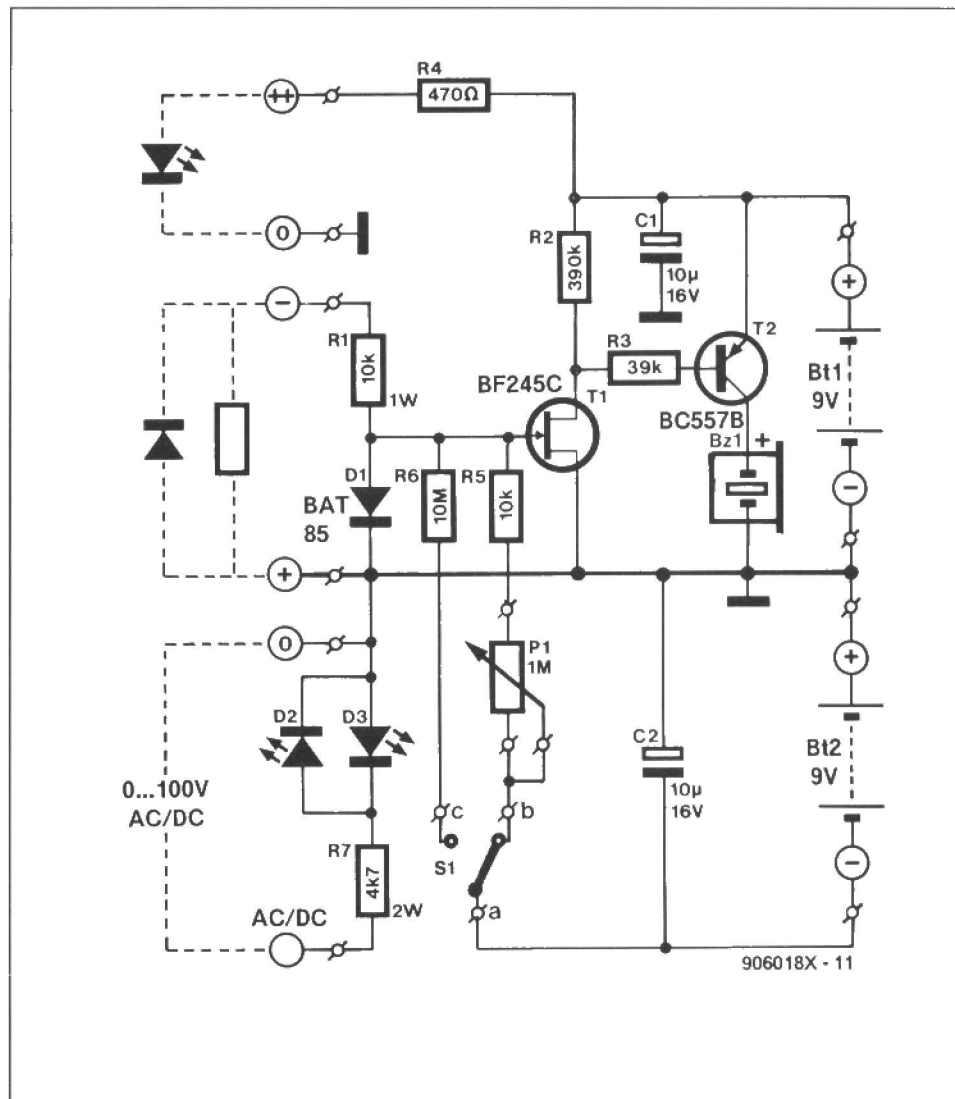 R4
++
470Ω
0
C1
R2
390k
10µ
16V
+
−
R1
10k
1W
R3
39k
T2
BF245C
T1
BC557B
Bt1
9V
Bz1
+
−
D1
BAT
85
R6
10M
R5
10k
+
0
P1
1M
+
D2
D3
C2
10µ
16V
Bt2
9V
0...100V
AC/DC
c
b
S1
−
R7
4k7
2W
a
AC/DC
906018X - 11